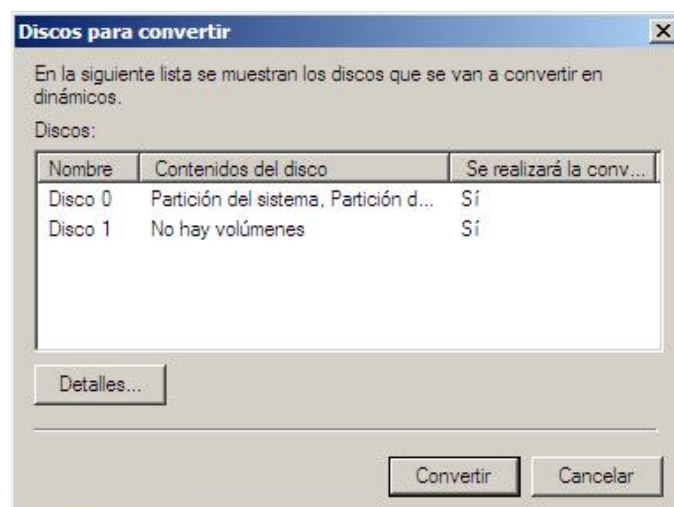 Discos para convertir
En la siguiente lista se muestran los discos que se van a convertir en
dinámicos.
Discos:
Nombre Contenidos del disco Se realizará la conv...
Disco 0 Partición del sistema, Partición d... Sí
Disco 1 No hay volúmenes Sí
Detalles...
Convertir Cancelar